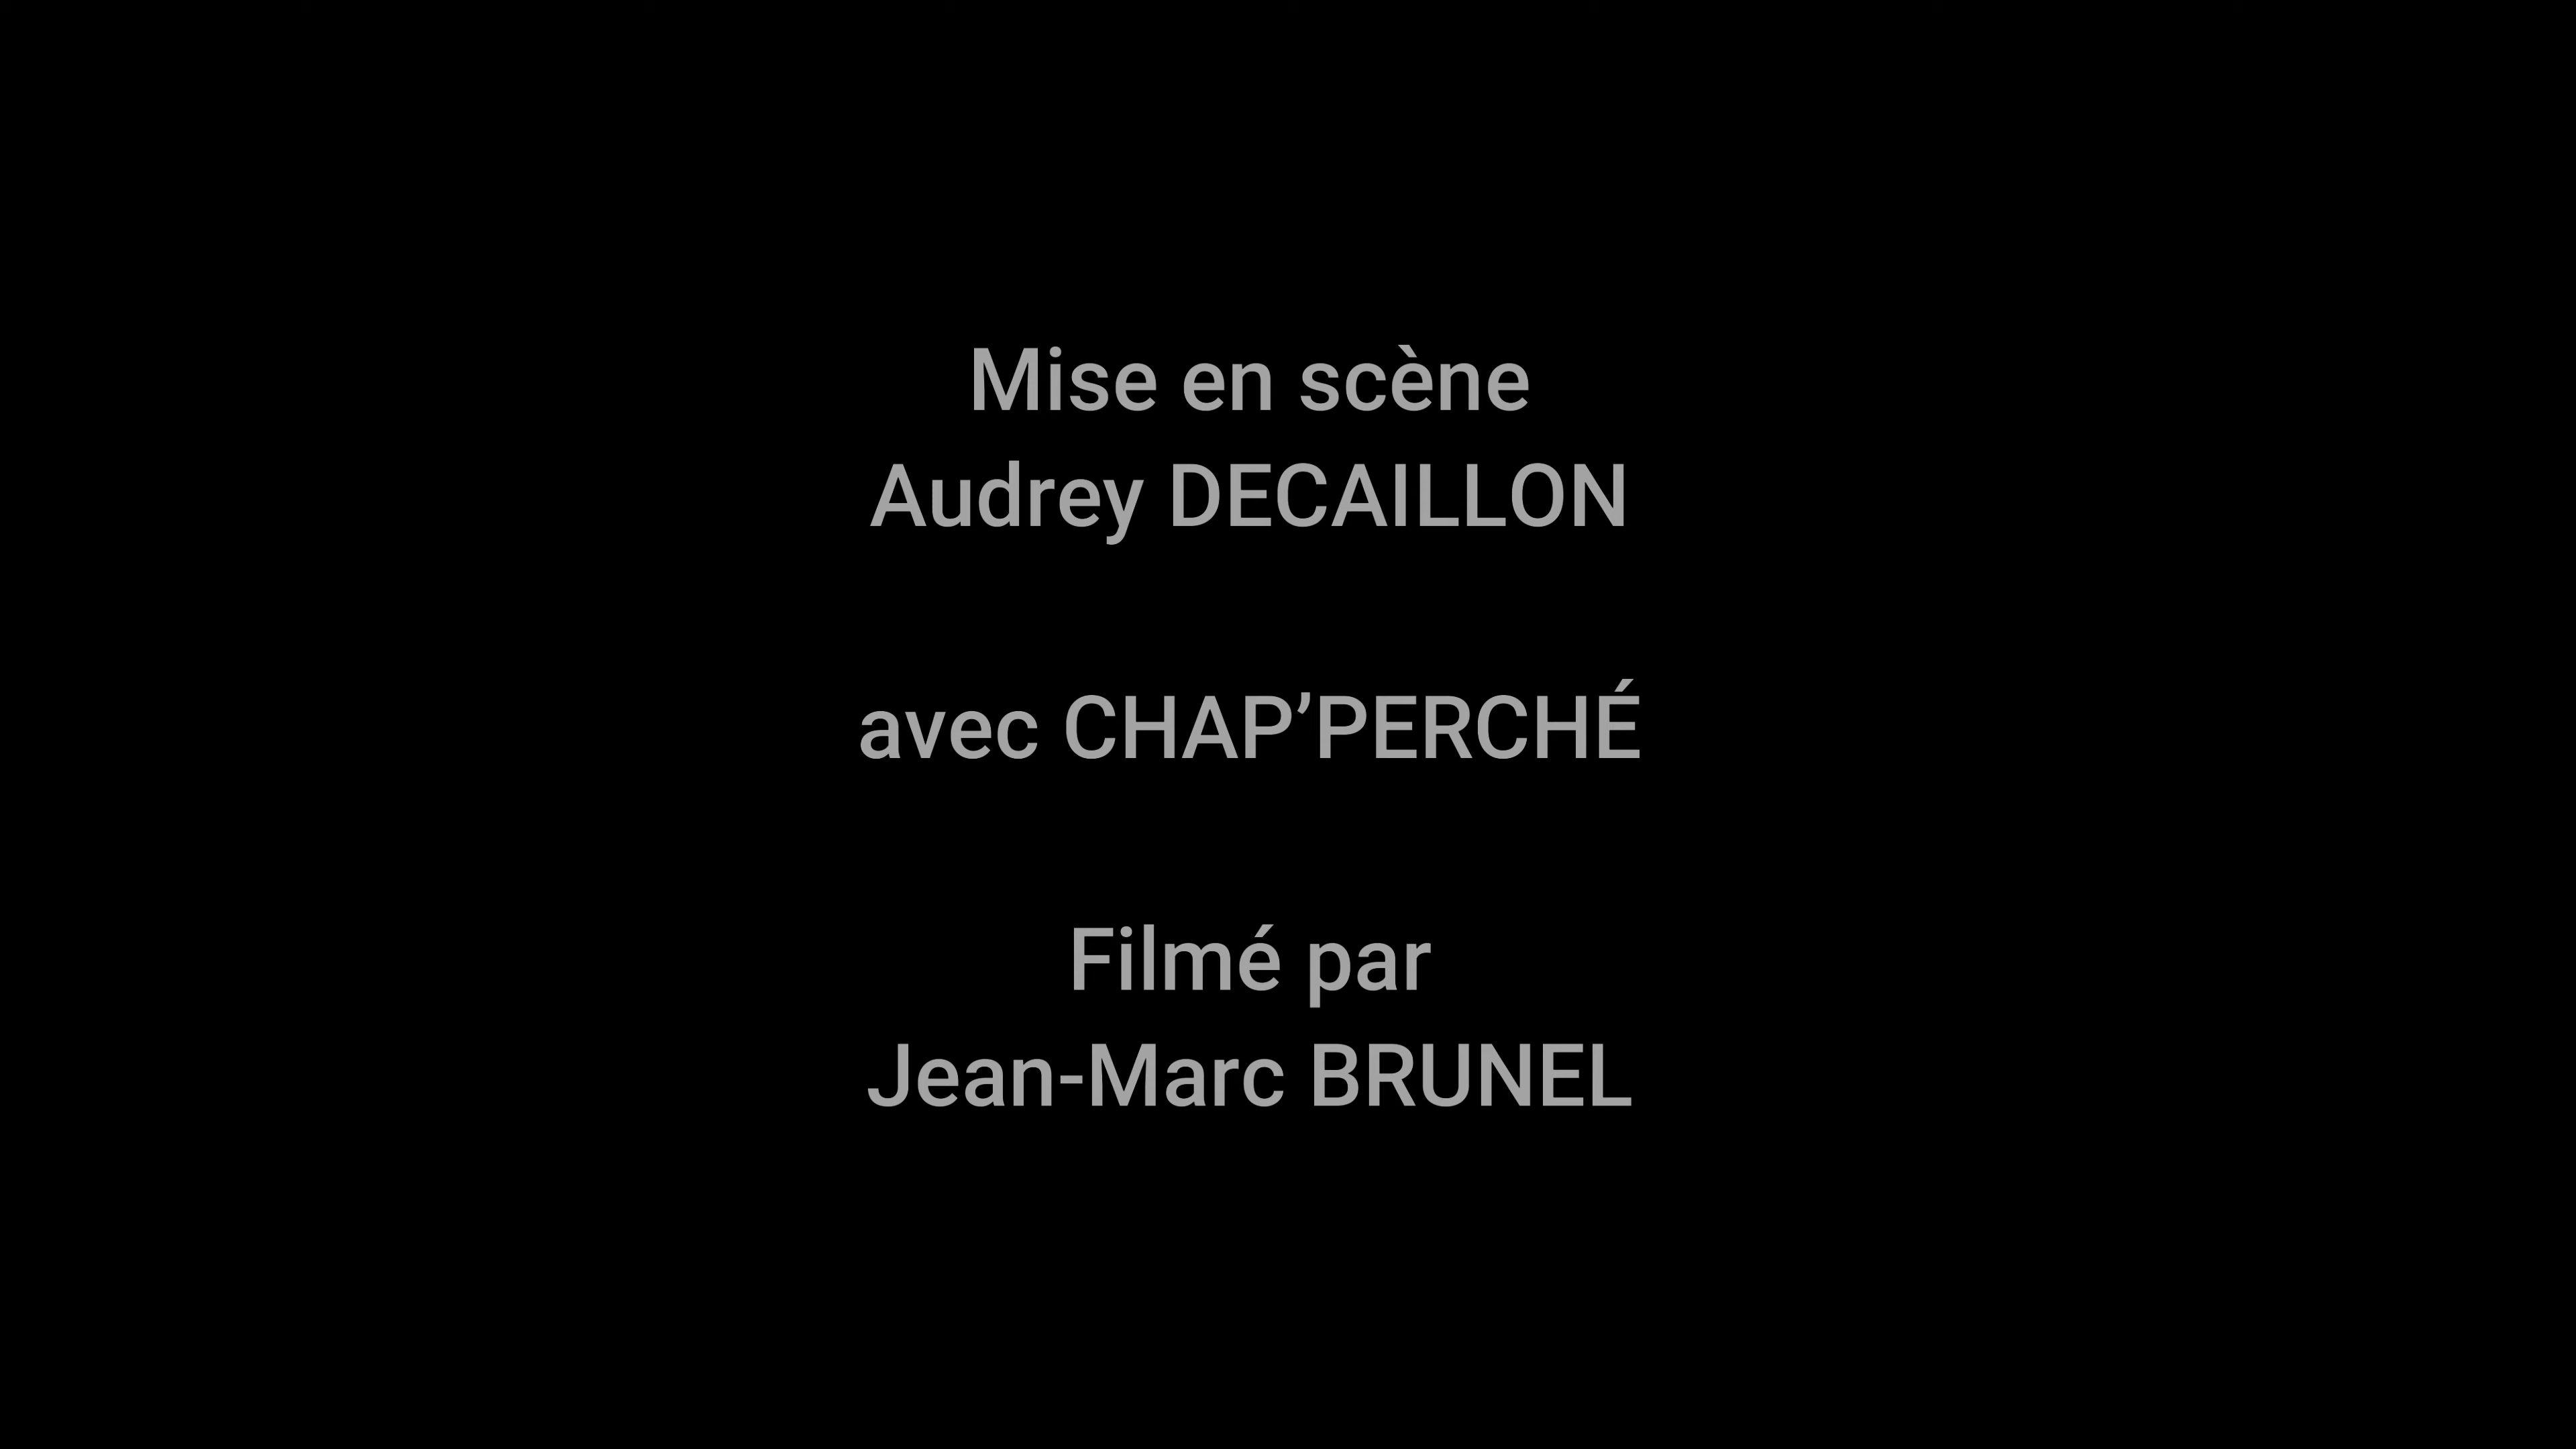 Mise en scène
Audrey DECAILLON
avec CHAP’PERCHÉ
Filmé par
Jean-Marc BRUNEL